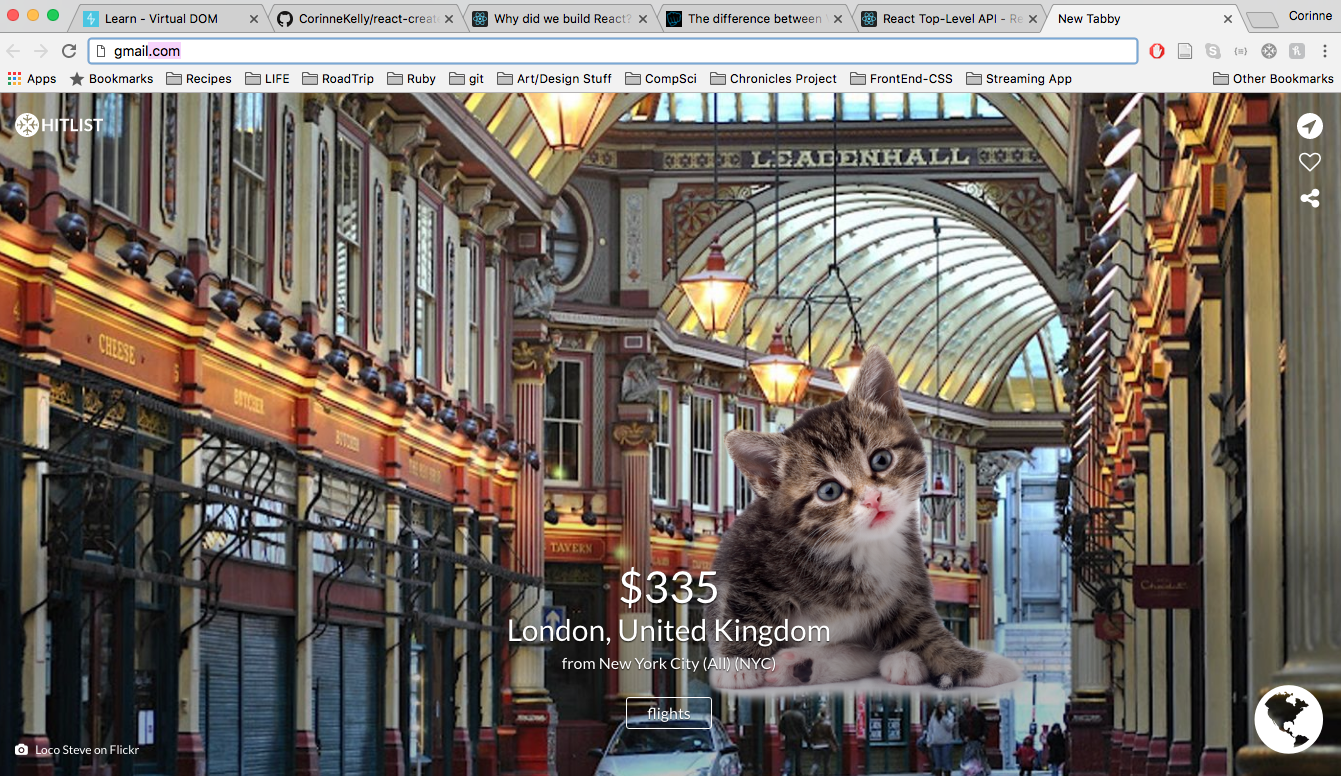 Learn - Virtual DOM
CorinneKelly/react-create
Why did we build React?
The difference between
React Top-Level API - Re
New Tabby
Corinne
gmail.com
Apps
Bookmarks
Recipes
LIFE
RoadTrip
Ruby
git
Art/Design Stuff
CompSci
Chronicles Project
FrontEnd-CSS
Streaming App
Other Bookmarks
HITLIST
LEADENHALL
CHEESE
BUTCHER
BUTCHER
TAVERN
$335
London, United Kingdom
from New York City (All) (NYC)
flights
Loco Steve on Flickr